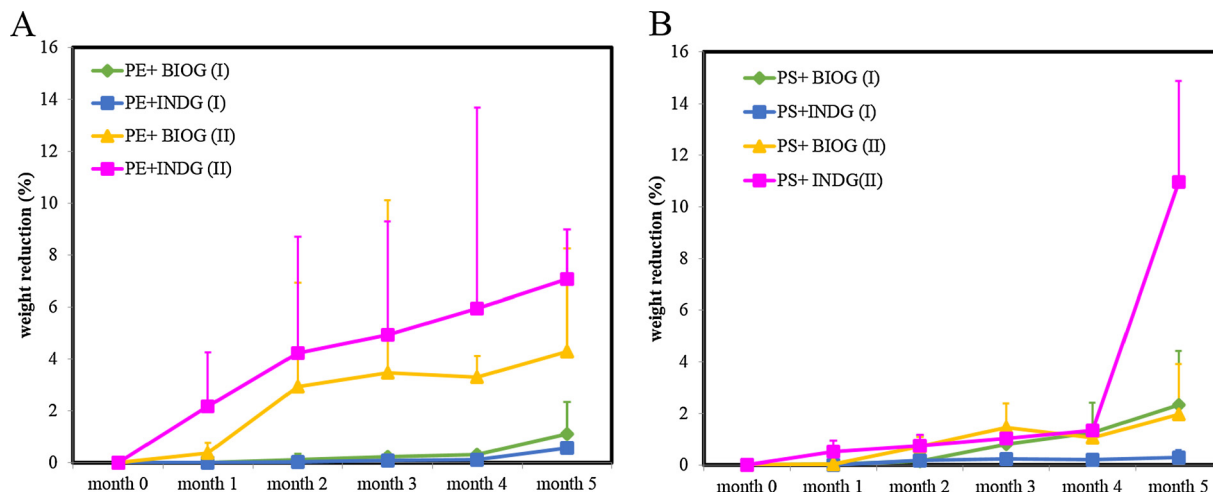 A
weight reduction (%)
16
14
12
10
8
6
4
2
0
PE+ BIOG (I)
PE+INDG (I)
PE+ BIOG (II)
PE+INDG (II)
month 0 month 1 month 2 month 3 month 4 month 5
B
weight reduction (%)
16
14
12
10
8
6
4
2
0
PS+ BIOG (I)
PS+INDG (I)
PS+ BIOG (II)
PS+ INDG(II)
month 0 month 1 month 2 month 3 month 4 month 5